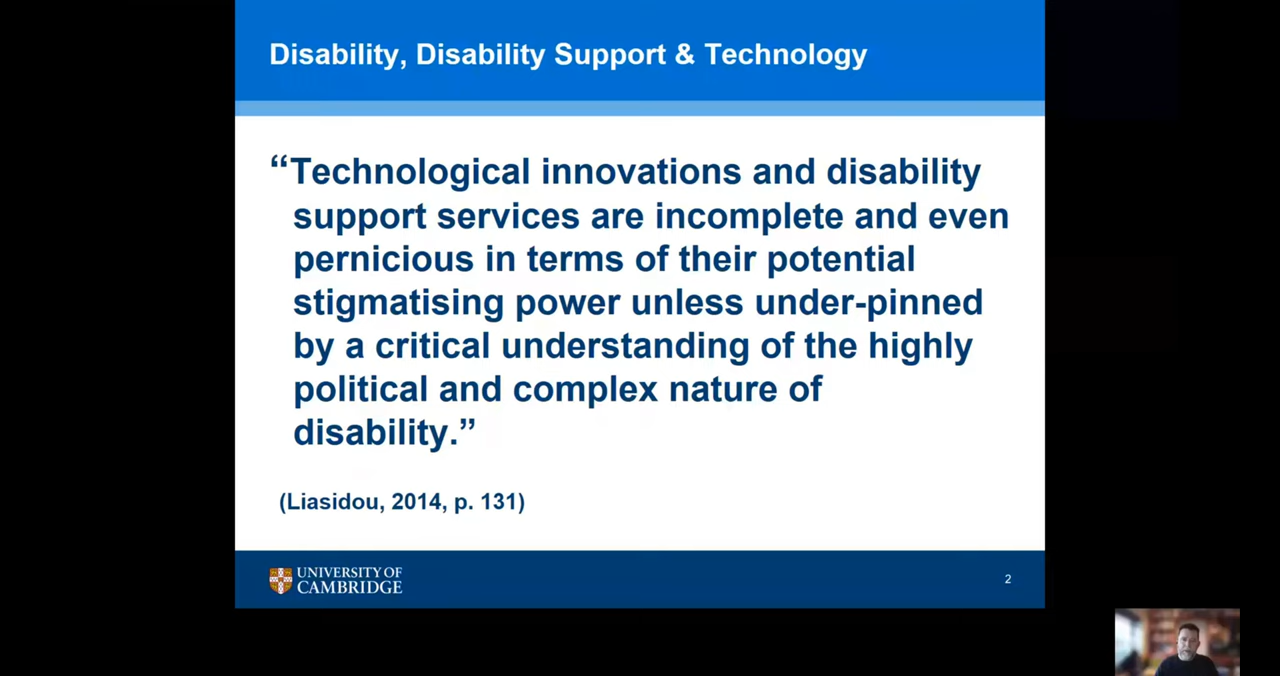 Disability, Disability Support & Technology
“Technological innovations and disability
support services are incomplete and even
pernicious in terms of their potential
stigmatising power unless under-pinned
by a critical understanding of the highly
political and complex nature of
disability.”
(Liasidou, 2014, p. 131)
UNIVERSITY OF
CAMBRIDGE
2